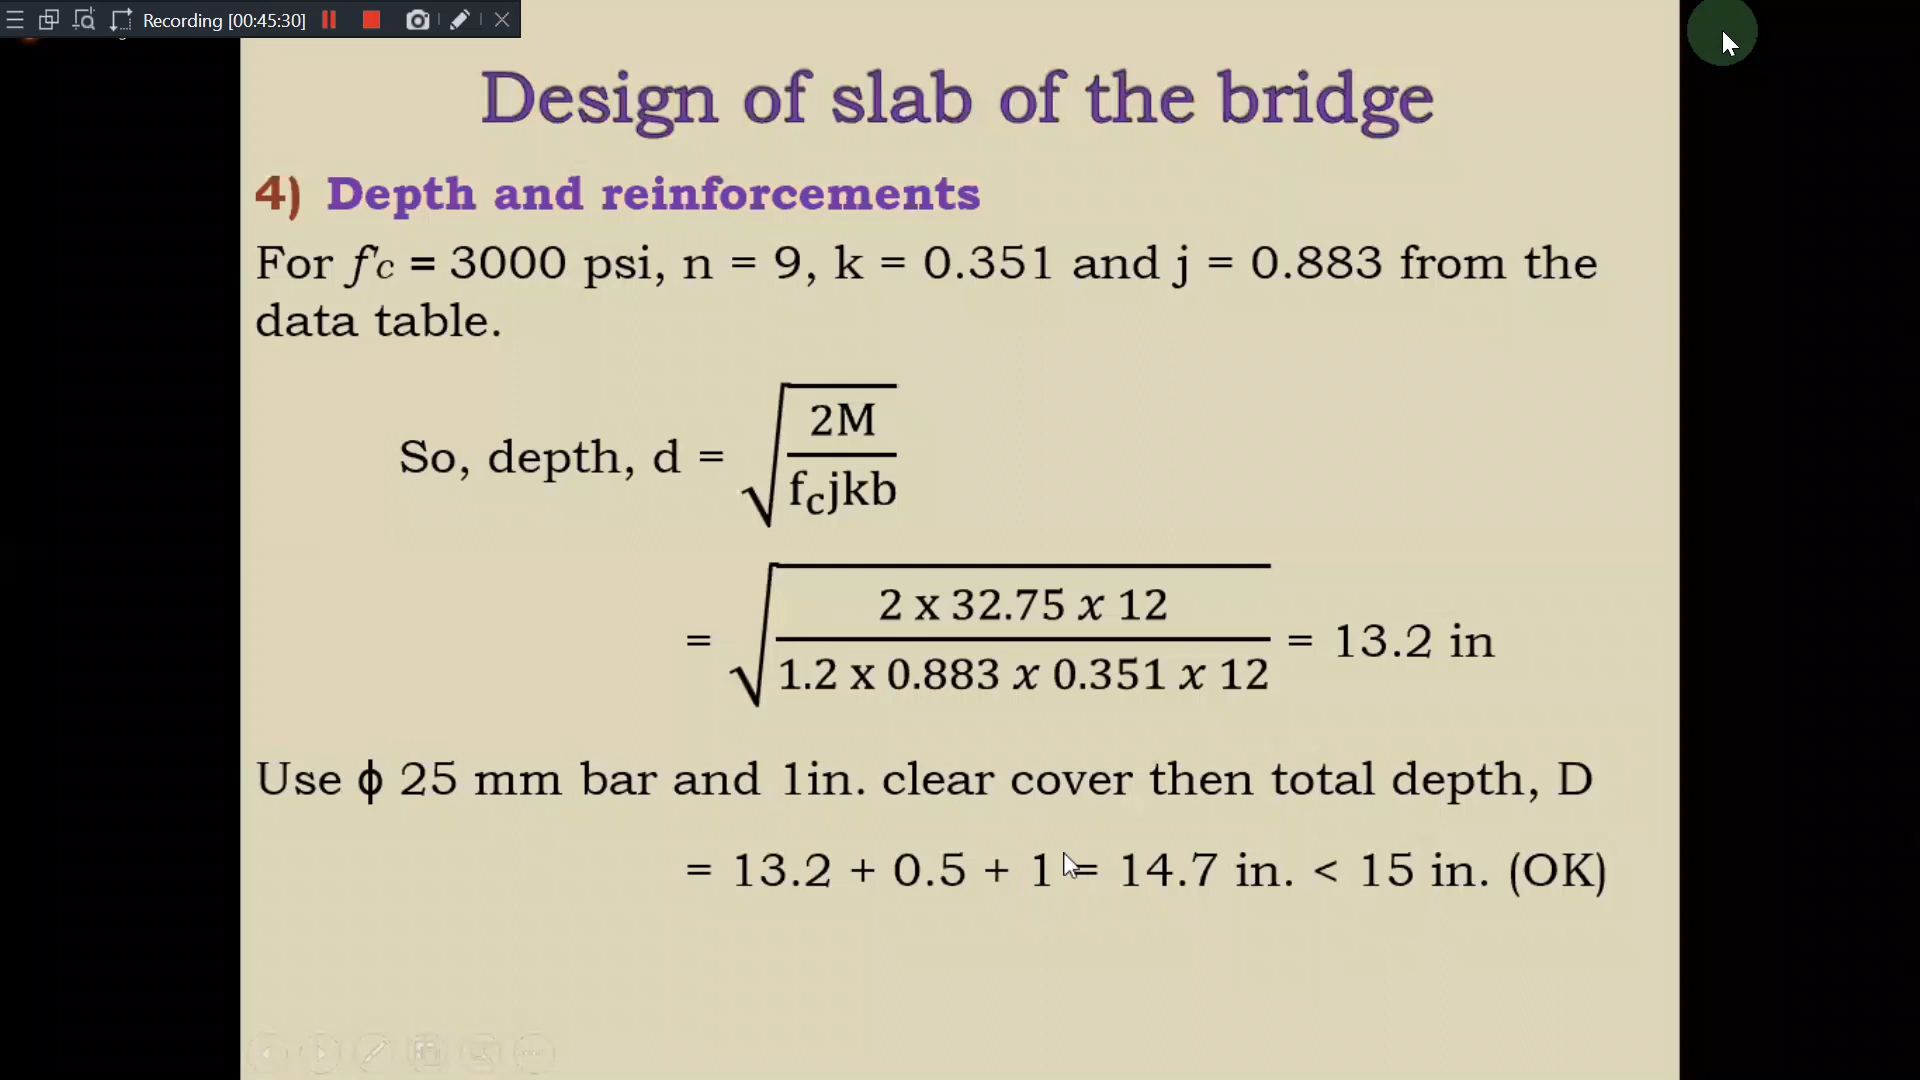 Recording [00:45:30]
Design of slab of the bridge
4) Depth and reinforcements
For f'c = 3000 psi, n = 9, k = 0.351 and j = 0.883 from the
data table.
So, depth, d = √(2M / f_c jkb)
= √(2 x 32.75 x 12 / 1.2 x 0.883 x 0.351 x 12) = 13.2 in
Use ϕ 25 mm bar and 1in. clear cover then total depth, D
= 13.2 + 0.5 + 1 = 14.7 in. < 15 in. (OK)